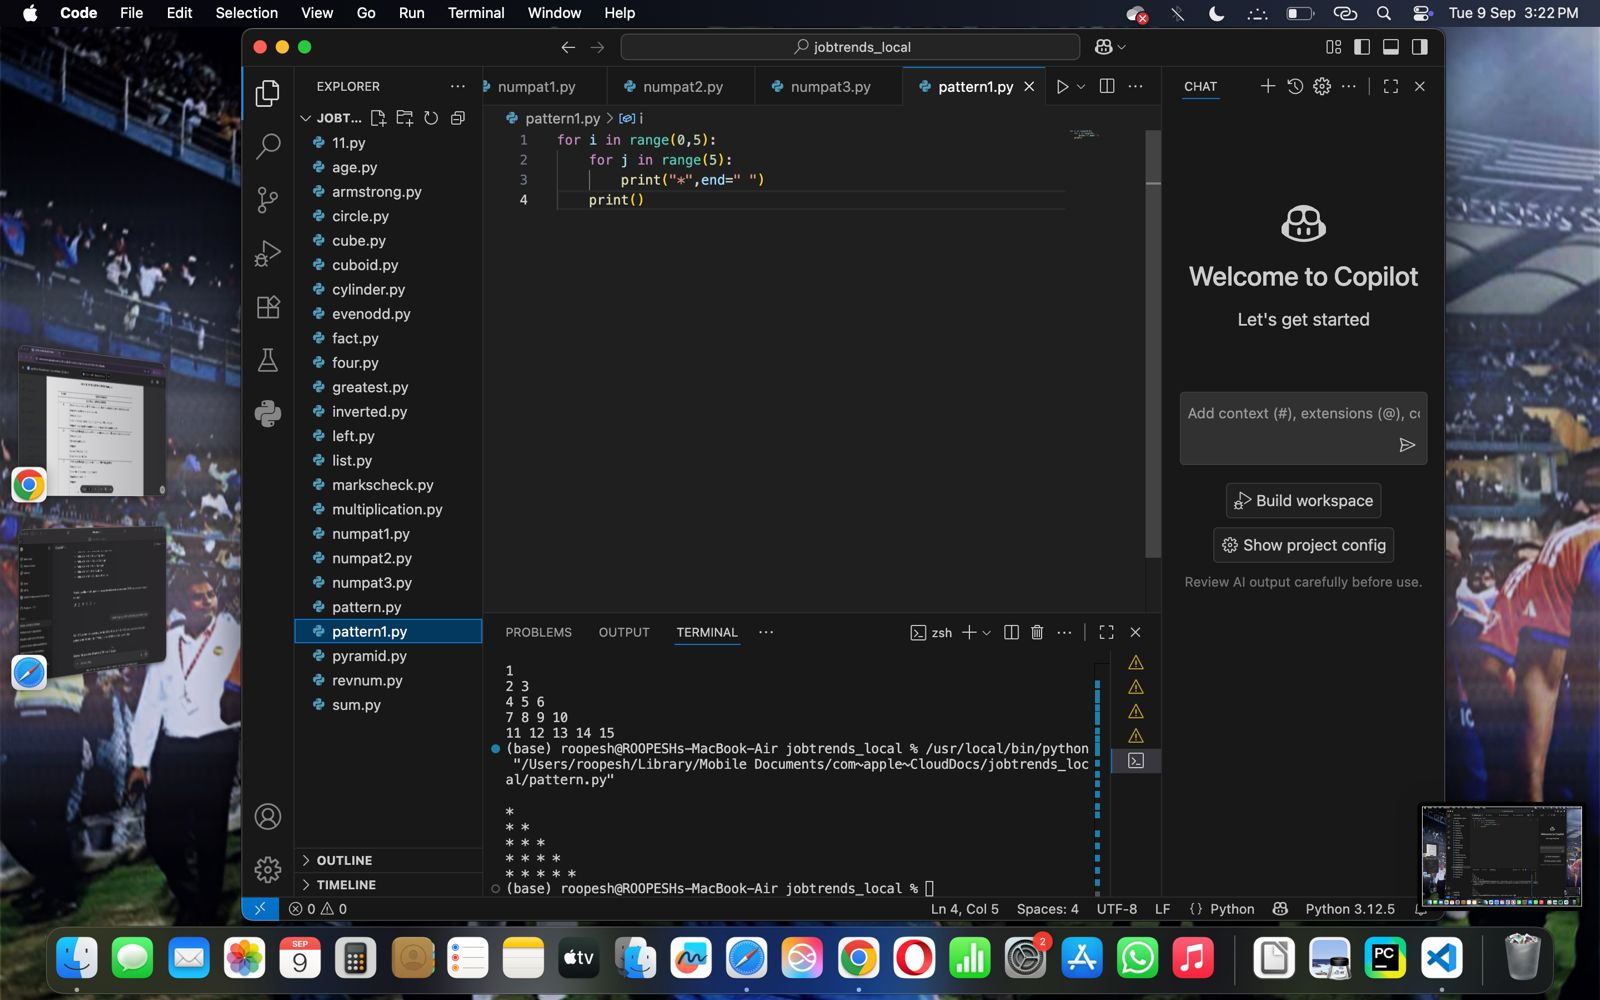 Code File Edit Selection View Go Run Terminal Window Help
Tue 9 Sep 3:22 PM
jobtrends_local
EXPLORER
JOBT...
11.py
age.py
armstrong.py
circle.py
cube.py
cuboid.py
cylinder.py
evenodd.py
fact.py
four.py
greatest.py
inverted.py
left.py
list.py
markscheck.py
multiplication.py
numpat1.py
numpat2.py
numpat3.py
pattern.py
pattern1.py
pyramid.py
revnum.py
sum.py
OUTLINE
TIMELINE
numpat1.py numpat2.py numpat3.py pattern1.py
pattern1.py > i
1 for i in range(0,5):
2 for j in range(5):
3 print("*",end=" ")
4 print()
PROBLEMS OUTPUT TERMINAL ...
zsh
1
2 3
4 5 6
7 8 9 10
11 12 13 14 15
(base) roopesh@ROOPESHs-MacBook-Air jobtrends_local % /usr/local/bin/python
"/Users/roopesh/Library/Mobile Documents/com~apple~CloudDocs/jobtrends_loc
al/pattern.py"
*
* *
* * *
* * * *
* * * * *
(base) roopesh@ROOPESHs-MacBook-Air jobtrends_local %
CHAT
Welcome to Copilot
Let's get started
Add context (#), extensions (@), co
Build workspace
Show project config
Review AI output carefully before use.
0 0
Ln 4, Col 5 Spaces: 4 UTF-8 LF {} Python Python 3.12.5
SEP
9
tv
2
PC